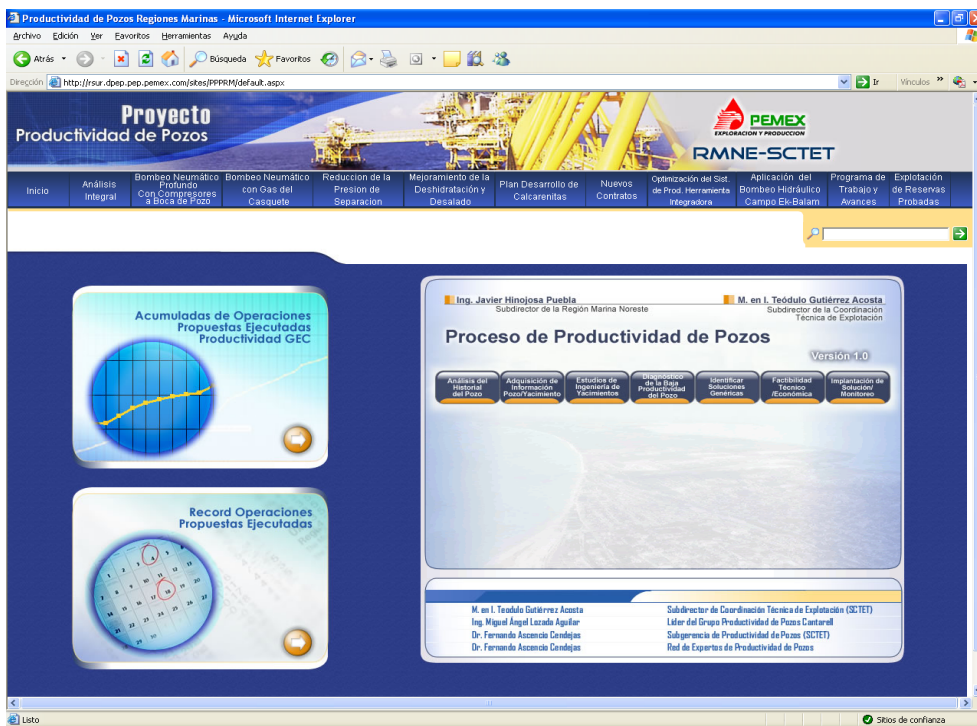 Productividad de Pozos Regiones Marinas - Microsoft Internet Explorer
Archivo Edición Ver Favoritos Herramientas Ayuda
Atrás Búsqueda Favoritos
Dirección http://rsur.dpep.pep.pemex.com/sites/PPPRM/default.aspx Ir Vínculos »
Proyecto
Productividad de Pozos
PEMEX
EXPLORACION Y PRODUCCION
RMNE-SCTET
Inicio
Análisis
Integral
Bombeo Neumático
Profundo
Con Compresores
a Boca de Pozo
Bombeo Neumático
con Gas del
Casquete
Reduccion de la
Presion de
Separacion
Mejoramiento de la
Deshidratación y
Desalado
Plan Desarrollo de
Calcarenitas
Nuevos
Contratos
Optimización del Sist.
de Prod. Herramienta
Integradora
Aplicación del
Bombeo Hidráulico
Campo Ek-Balam
Programa de
Trabajo y
Avances
Explotación
de Reservas
Probadas
Acumuladas de Operaciones
Propuestas Ejecutadas
Productividad GEC
Record Operaciones
Propuestas Ejecutadas
Ing. Javier Hinojosa Puebla
Subdirector de la Región Marina Noreste
M. en I. Teódulo Gutiérrez Acosta
Subdirector de la Coordinación
Técnica de Explotación
Proceso de Productividad de Pozos
Versión 1.0
Análisis del
Historial
del Pozo
Adquisición de
Información
Pozo/Yacimiento
Estudios de
Ingeniería de
Yacimientos
Diagnóstico
de la Baja
Productividad
del Pozo
Identificar
Soluciones
Genéricas
Factibilidad
Técnico
/Económica
Implantación de
Solución/
Monitoreo
M. en I. Teodulo Gutiérrez Acosta Subdirector de Coordinación Técnica de Explotación (SCTET)
Ing. Miguel Ángel Lozada Aguilar Lider del Grupo Productividad de Pozos Cantarell
Dr. Fernando Ascencio Cendejas Subgerencia de Productividad de Pozos (SCTET)
Dr. Fernando Ascencio Cendejas Red de Expertos de Productividad de Pozos
Listo Sitios de confianza